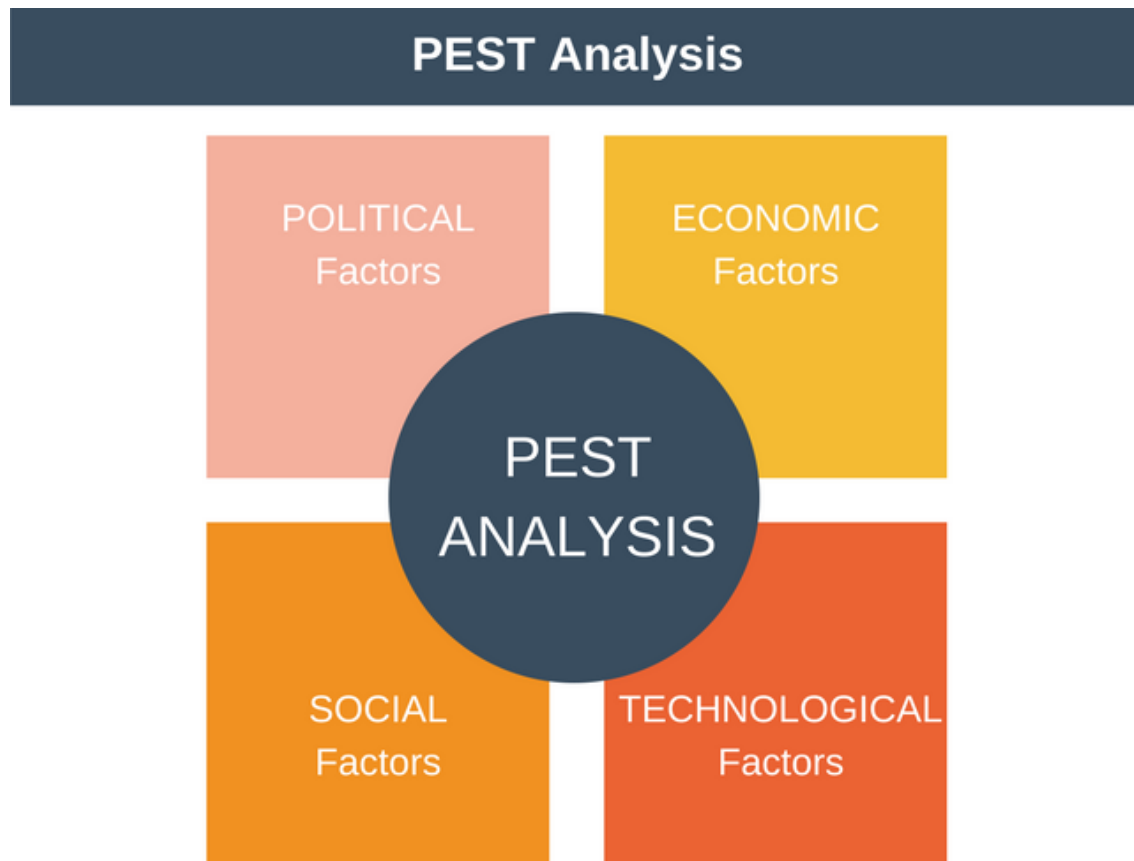 PEST Analysis
POLITICAL
Factors
ECONOMIC
Factors
PEST
ANALYSIS
SOCIAL
Factors
TECHNOLOGICAL
Factors